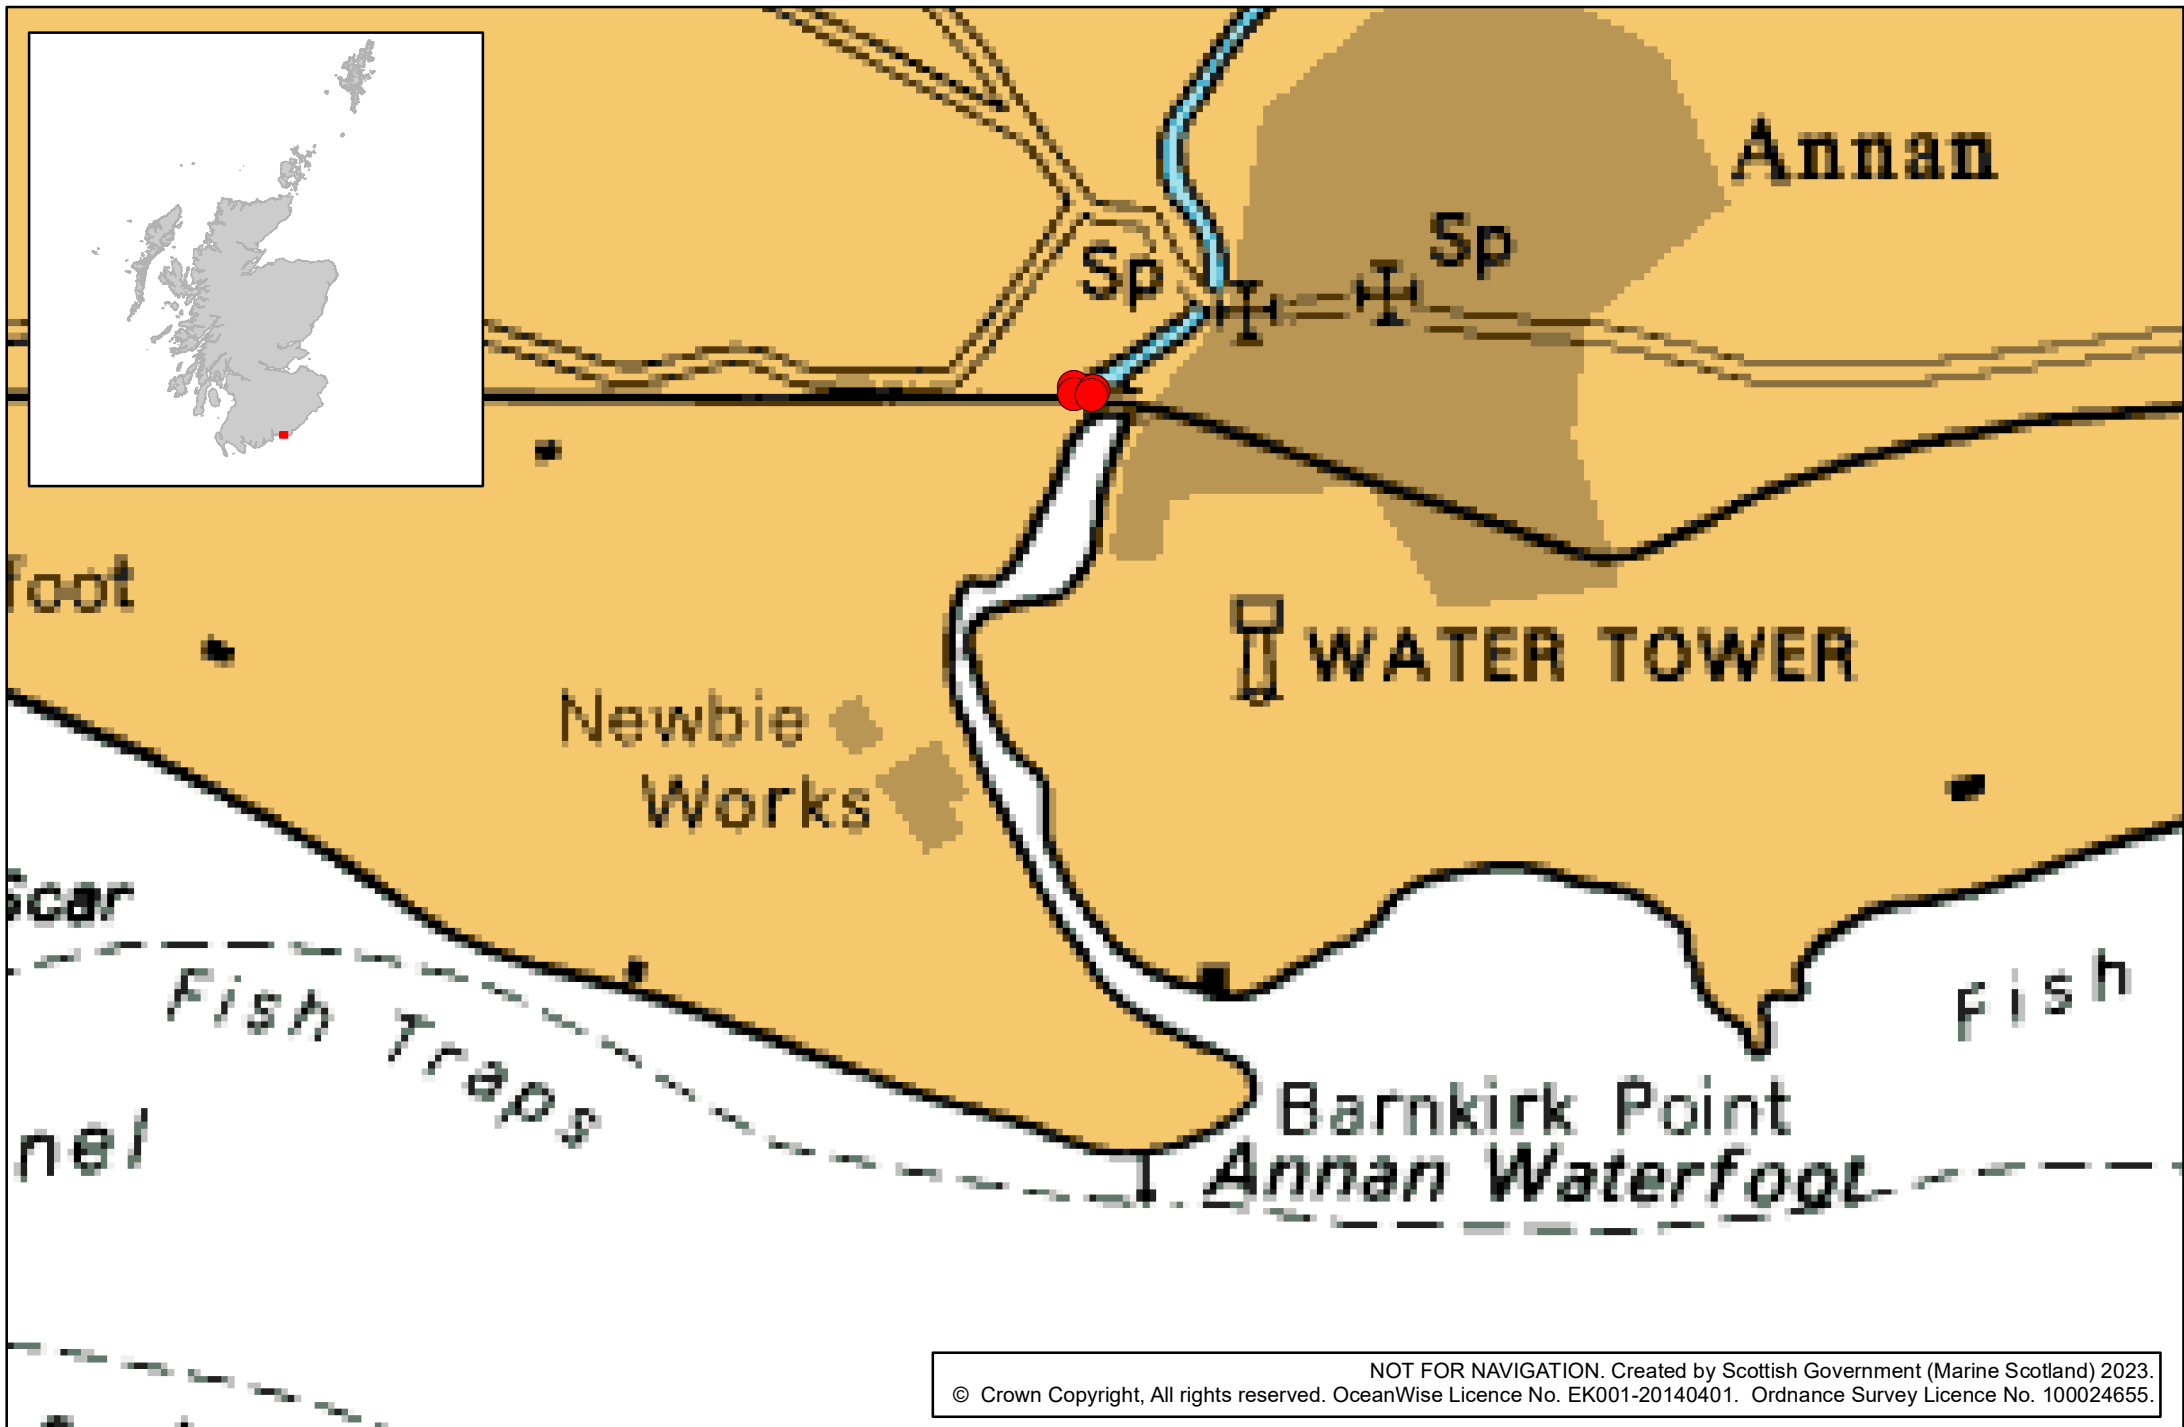 Annan
Sp
Sp
foot
WATER TOWER
Newbie
Works
Scar
Fish Traps
Fish
nel
Barnkirk Point
Annan Waterfoot
NOT FOR NAVIGATION. Created by Scottish Government (Marine Scotland) 2023.
© Crown Copyright, All rights reserved. OceanWise Licence No. EK001-20140401. Ordnance Survey Licence No. 100024655.